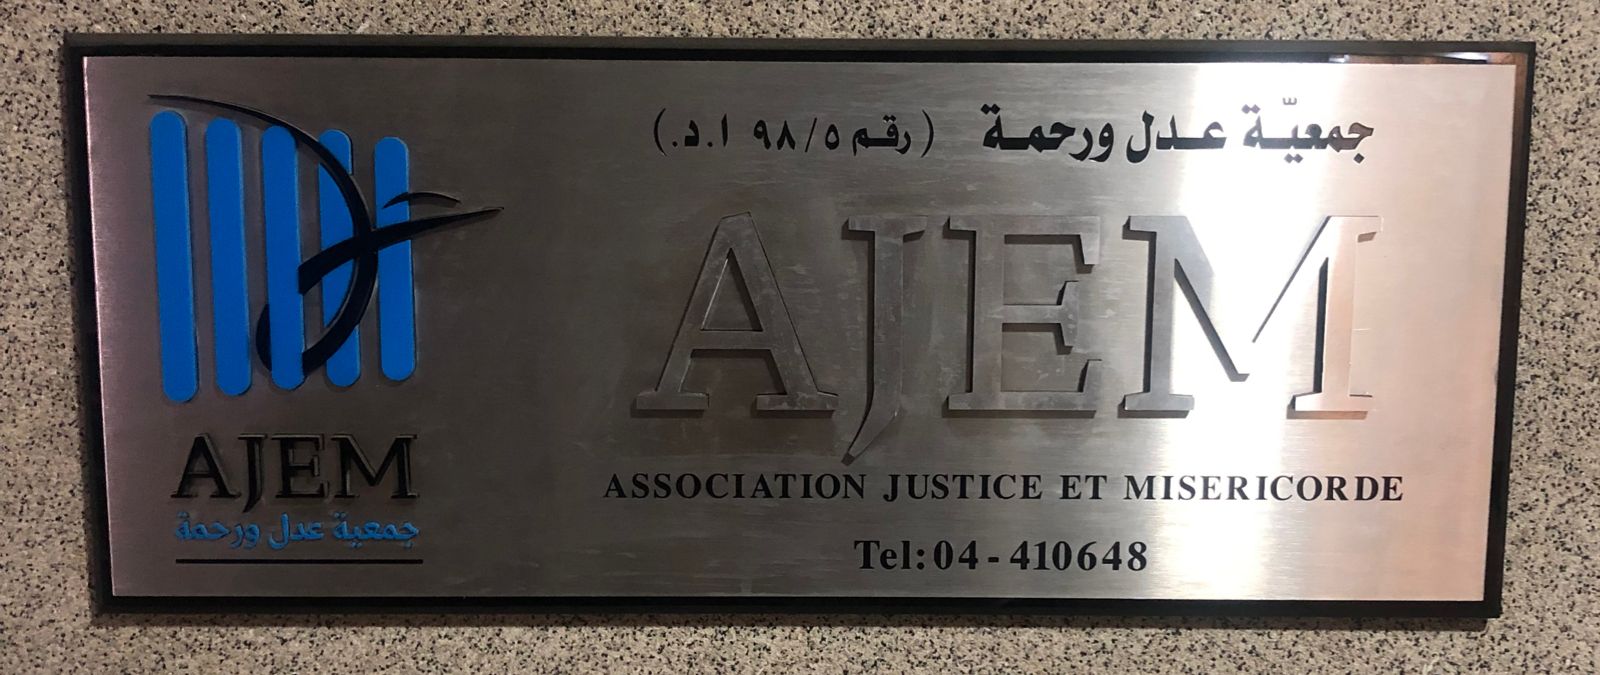 AJEM
جمعية عدل ورحمة
جمعيّة عدل ورحمة (رقم ٩٨/٥ ا.د.)
AJEM
ASSOCIATION JUSTICE ET MISERICORDE
Tel:04-410648